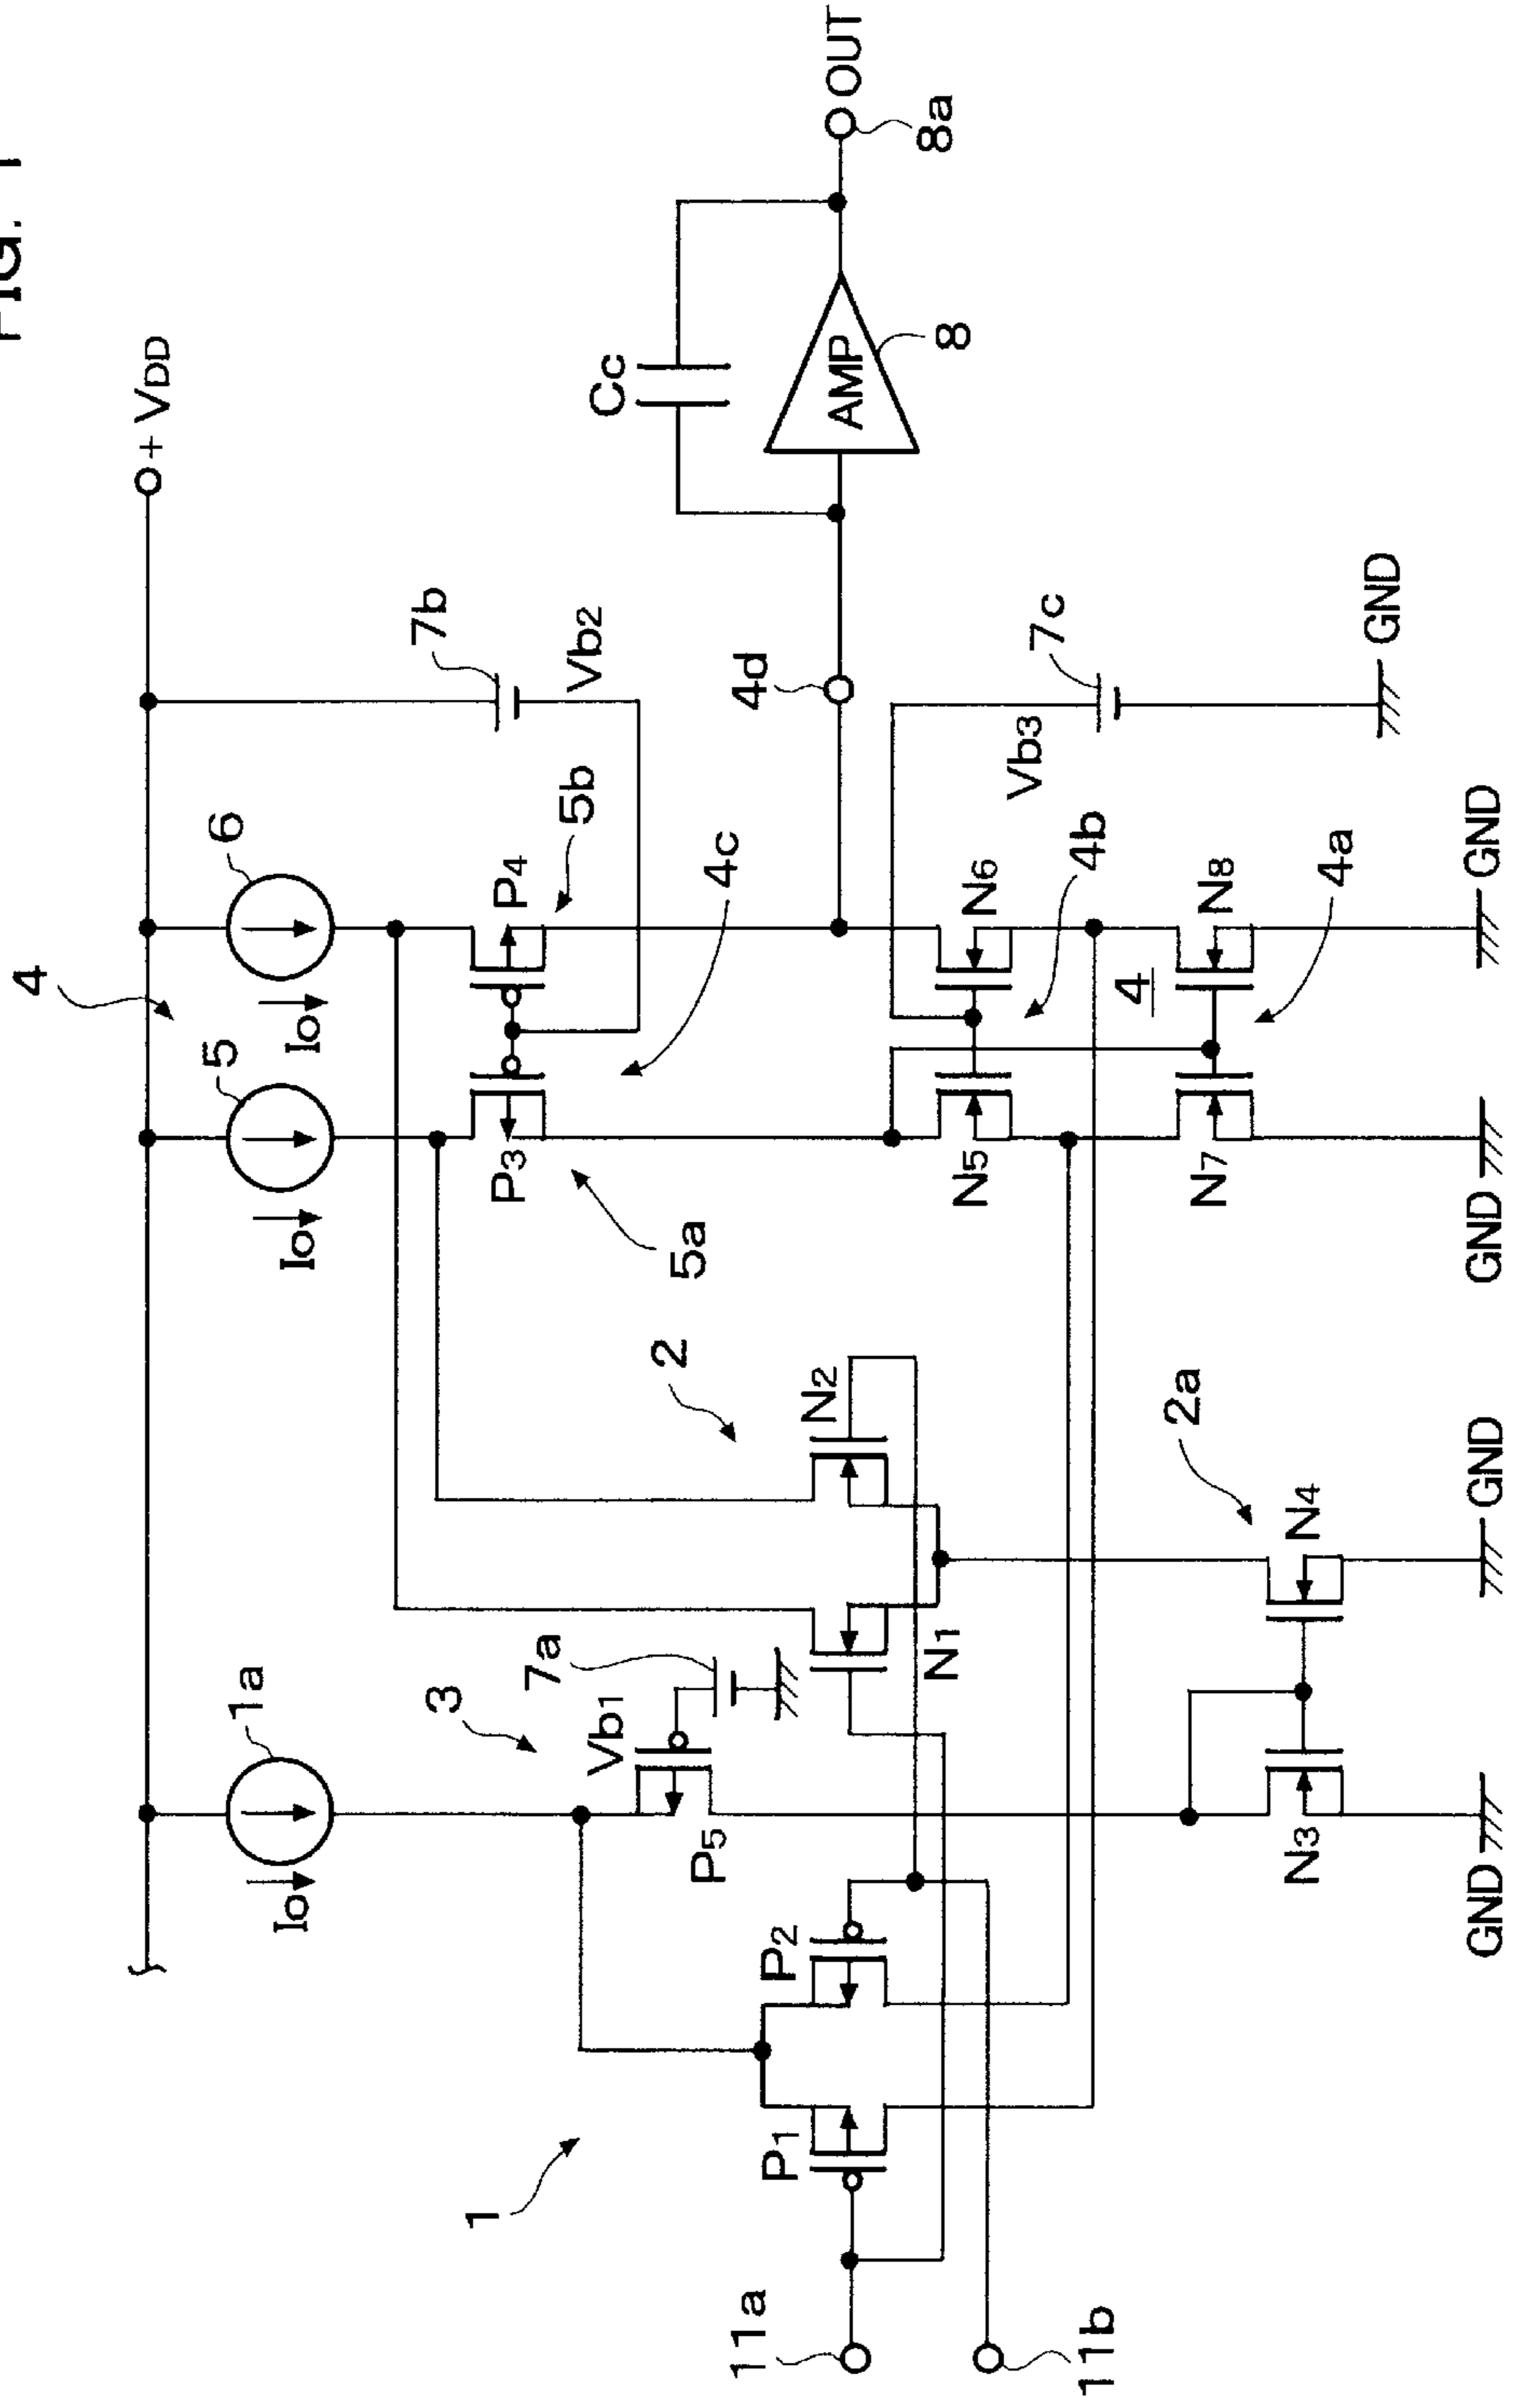 FIG. 1
4
+VDD
1a
Io
5
Io
6
Io
7b
Vb2
3
Vb1
7a
P5
P3
P4
5b
5a
4c
Cc
1
P1
P2
2
N2
N1
4d
AMP
8
OUT
8a
11a
11b
N5
N6
4b
Vb3
7c
4
N7
N8
4a
2a
N3
N4
GND
GND
GND
GND
GND